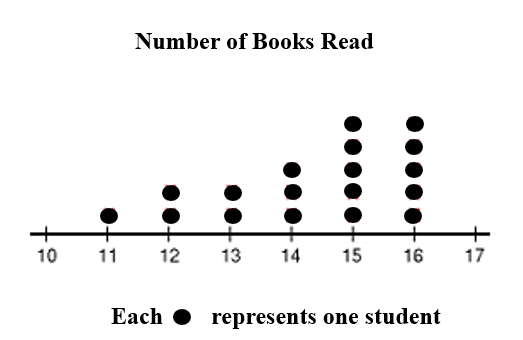 Number of Books Read
10 11 12 13 14 15 16 17
Each ● represents one student